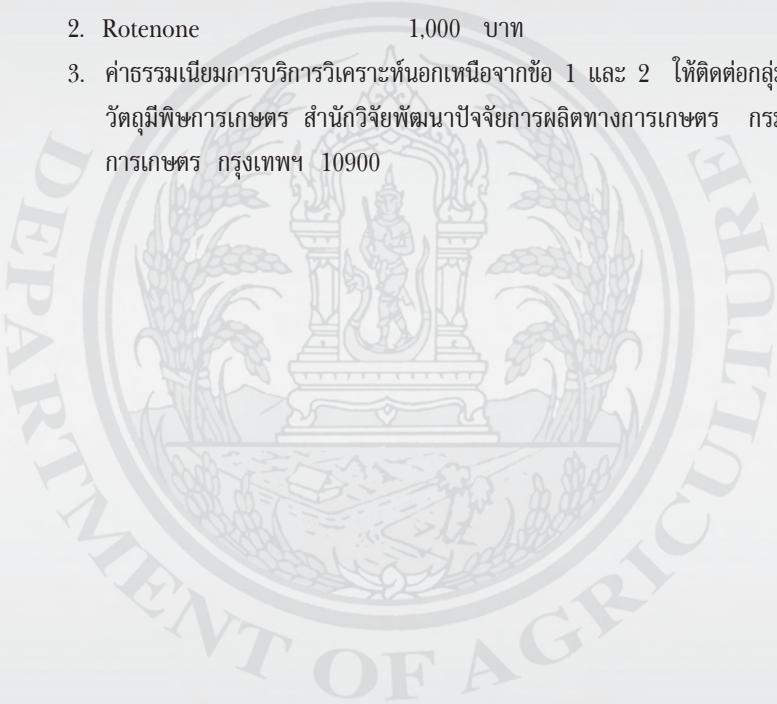 2. Rotenone 1,000 บาท
3. ค่าธรรมเนียมการบริการวิเคราะห์นอกเหนือจากข้อ 1 และ 2 ให้ติดต่อกลุ่ม
วัตถุมีพิษการเกษตร สำนักวิจัยพัฒนาปัจจัยการผลิตทางการเกษตร กรม
การเกษตร กรุงเทพฯ 10900
DEPARTMENT OF AGRICULTURE